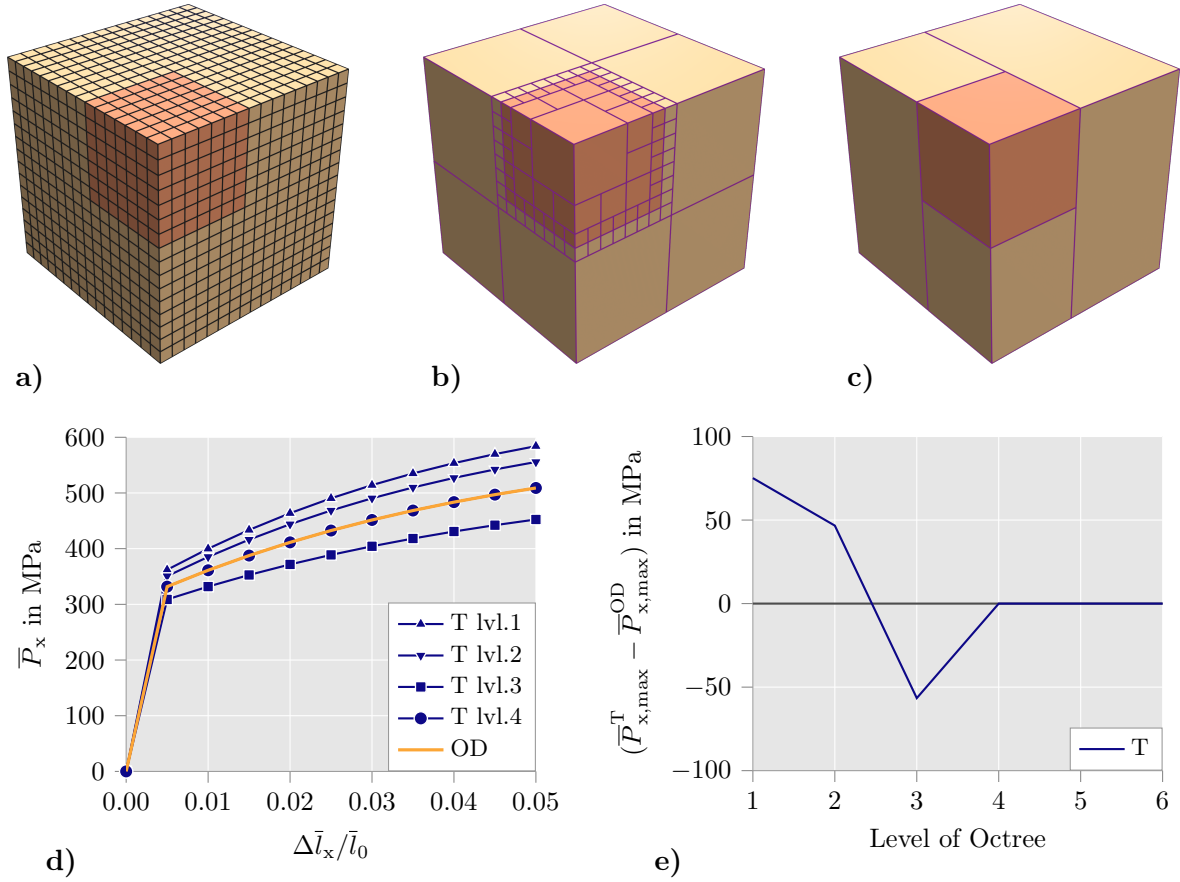 a)
b)
c)
600
500
400
300
200
100
0
0.00 0.01 0.02 0.03 0.04 0.05
P̅ₓ in MPa
Δl̄ₓ/l̄₀
T lvl.1
T lvl.2
T lvl.3
T lvl.4
OD
d)
100
50
0
−50
−100
1 2 3 4 5 6
(P̅ᵀₓ,ₘₐₓ − P̅ᴼᴰₓ,ₘₐₓ) in MPa
Level of Octree
T
e)